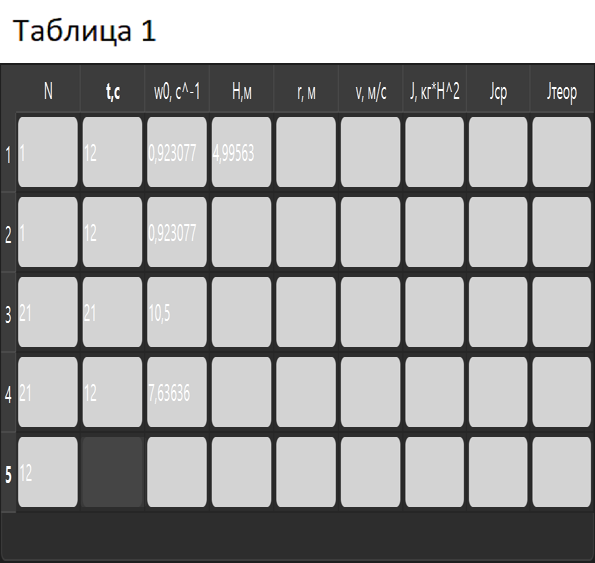 Таблица 1
N t,c w0, c^-1 H,м r, м v, м/с J, кг*Н^2 Jср Jтеор
1 1 12 0,923077 4,99563
2 1 12 0,923077
3 21 21 10,5
4 21 12 7,63636
5 12